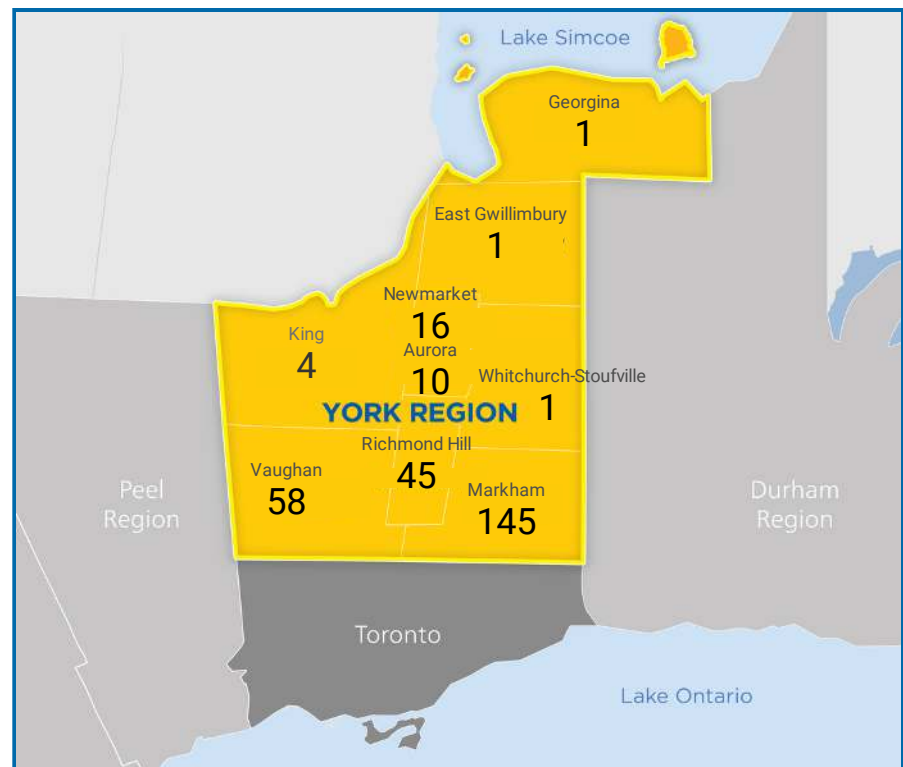 Lake Simcoe
Georgina
1
East Gwillimbury
1
Newmarket
16
King
4
Aurora
10
Whitchurch-Stoufville
1
YORK REGION
Richmond Hill
45
Vaughan
58
Markham
145
Peel
Region
Durham
Region
Toronto
Lake Ontario